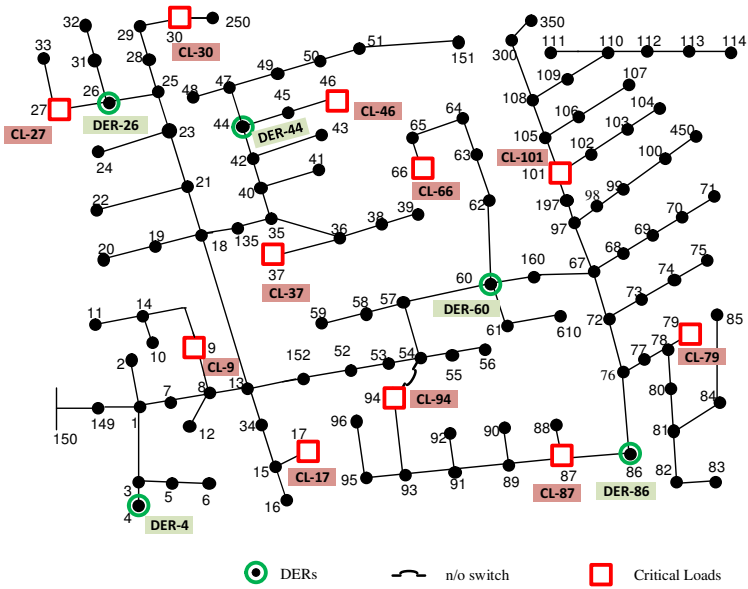 32 29 30 250 350
33 CL-30 300 111 110 112 113 114
31 28 51
26 25 47 49 50 151 109 107
27 48 45 46 108 106 104
CL-27 DER-26 44 DER-44 CL-46 64 105 103 450
23 43 65 CL-101 102
24 42 66 63 101 100
41 CL-66 99
21 40 98 71
22 39 62 197 70
18 135 35 36 38 97 69
20 19 37 68 75
CL-37 60 160 67 74
11 14 58 57 DER-60 73
10 59 61 610 72 79 85
2 9 78 CL-79
CL-9 152 52 53 54 55 56 77
7 8 13 76 80 84
149 1 12 94 CL-94
150 34 17 96 92 90 88 81
15 CL-17 95 93 91 89 87 86 82 83
3 5 6 16 CL-87 DER-86
4 DER-4
DERs n/o switch Critical Loads